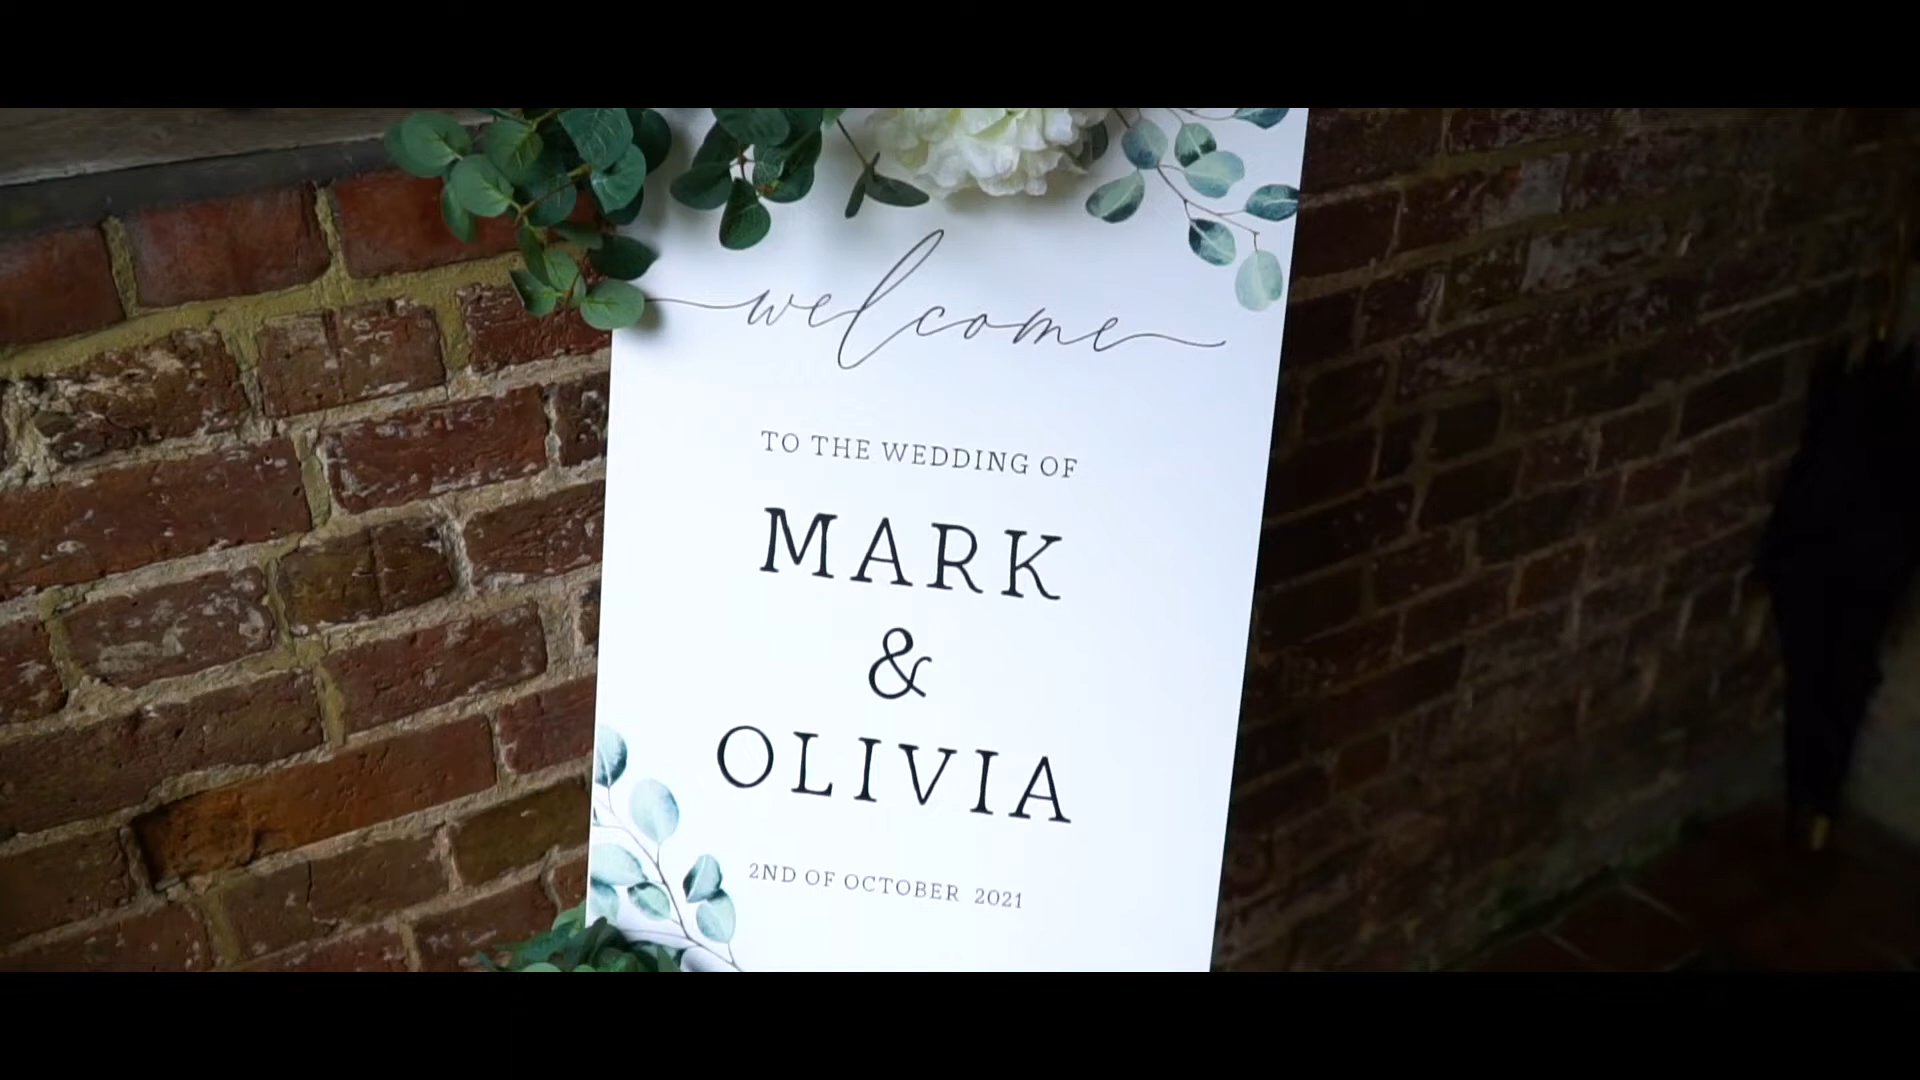 welcome
TO THE WEDDING OF
MARK
&
OLIVIA
2ND OF OCTOBER 2021